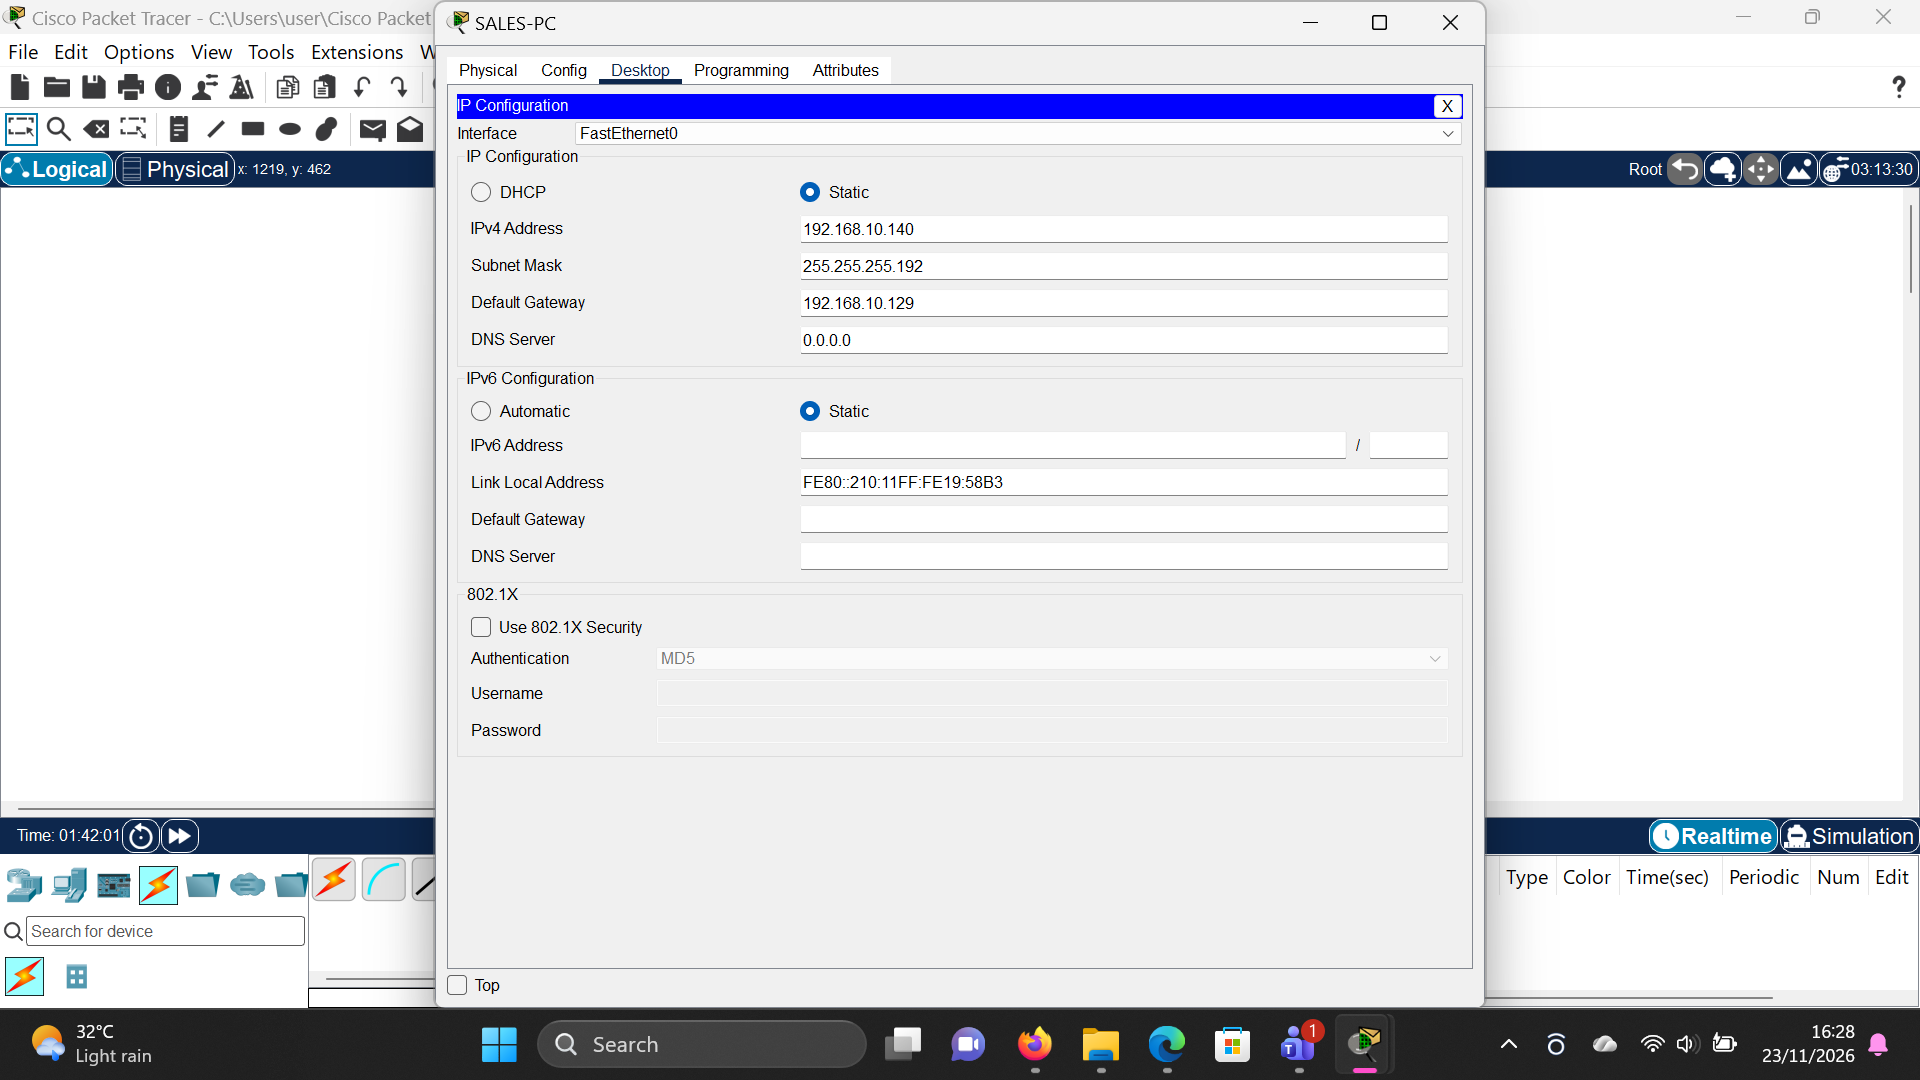 Cisco Packet Tracer - C:\Users\user\Cisco Packet
SALES-PC
File Edit Options View Tools Extensions W
Physical Config Desktop Programming Attributes
IP Configuration
X
Interface
FastEthernet0
IP Configuration
Logical Physical x: 1219, y: 462
Root 03:13:30
DHCP
Static
IPv4 Address
192.168.10.140
Subnet Mask
255.255.255.192
Default Gateway
192.168.10.129
DNS Server
0.0.0.0
IPv6 Configuration
Automatic
Static
IPv6 Address
/
Link Local Address
FE80::210:11FF:FE19:58B3
Default Gateway
DNS Server
802.1X
Use 802.1X Security
Authentication
MD5
Username
Password
Top
Time: 01:42:01
Realtime Simulation
Type Color Time(sec) Periodic Num Edit
Search for device
32°C
Light rain
Search
1
16:28
23/11/2026